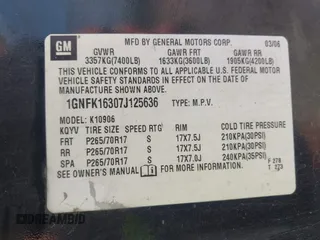 GM
MFD BY GENERAL MOTORS CORP. 03/06
GVWR GAWR FRT GAWR RR
3357KG(7400LB) 1633KG(3600LB) 1905KG(4200LB)
THIS VEHICLE CONFORMS TO ALL APPLICABLE U.S. FEDERAL
MOTOR VEHICLE SAFETY STANDARDS IN EFFECT ON THE
DATE OF MANUFACTURE SHOWN ABOVE.
1GNFK16307J125636 TYPE: M.P.V.
MODEL: K10906
KQYV TIRE SIZE SPEED RTG RIM COLD TIRE PRESSURE
FRT P265/70R17 S 17X7.5J 210KPA(30PSI)
RR P265/70R17 S 17X7.5J 210KPA(30PSI)
SPA P265/70R17 S 17X7.0J 240KPA(35PSI)
SEE OWNER'S MANUAL FOR MORE INFORMATION.
F 276
T 273